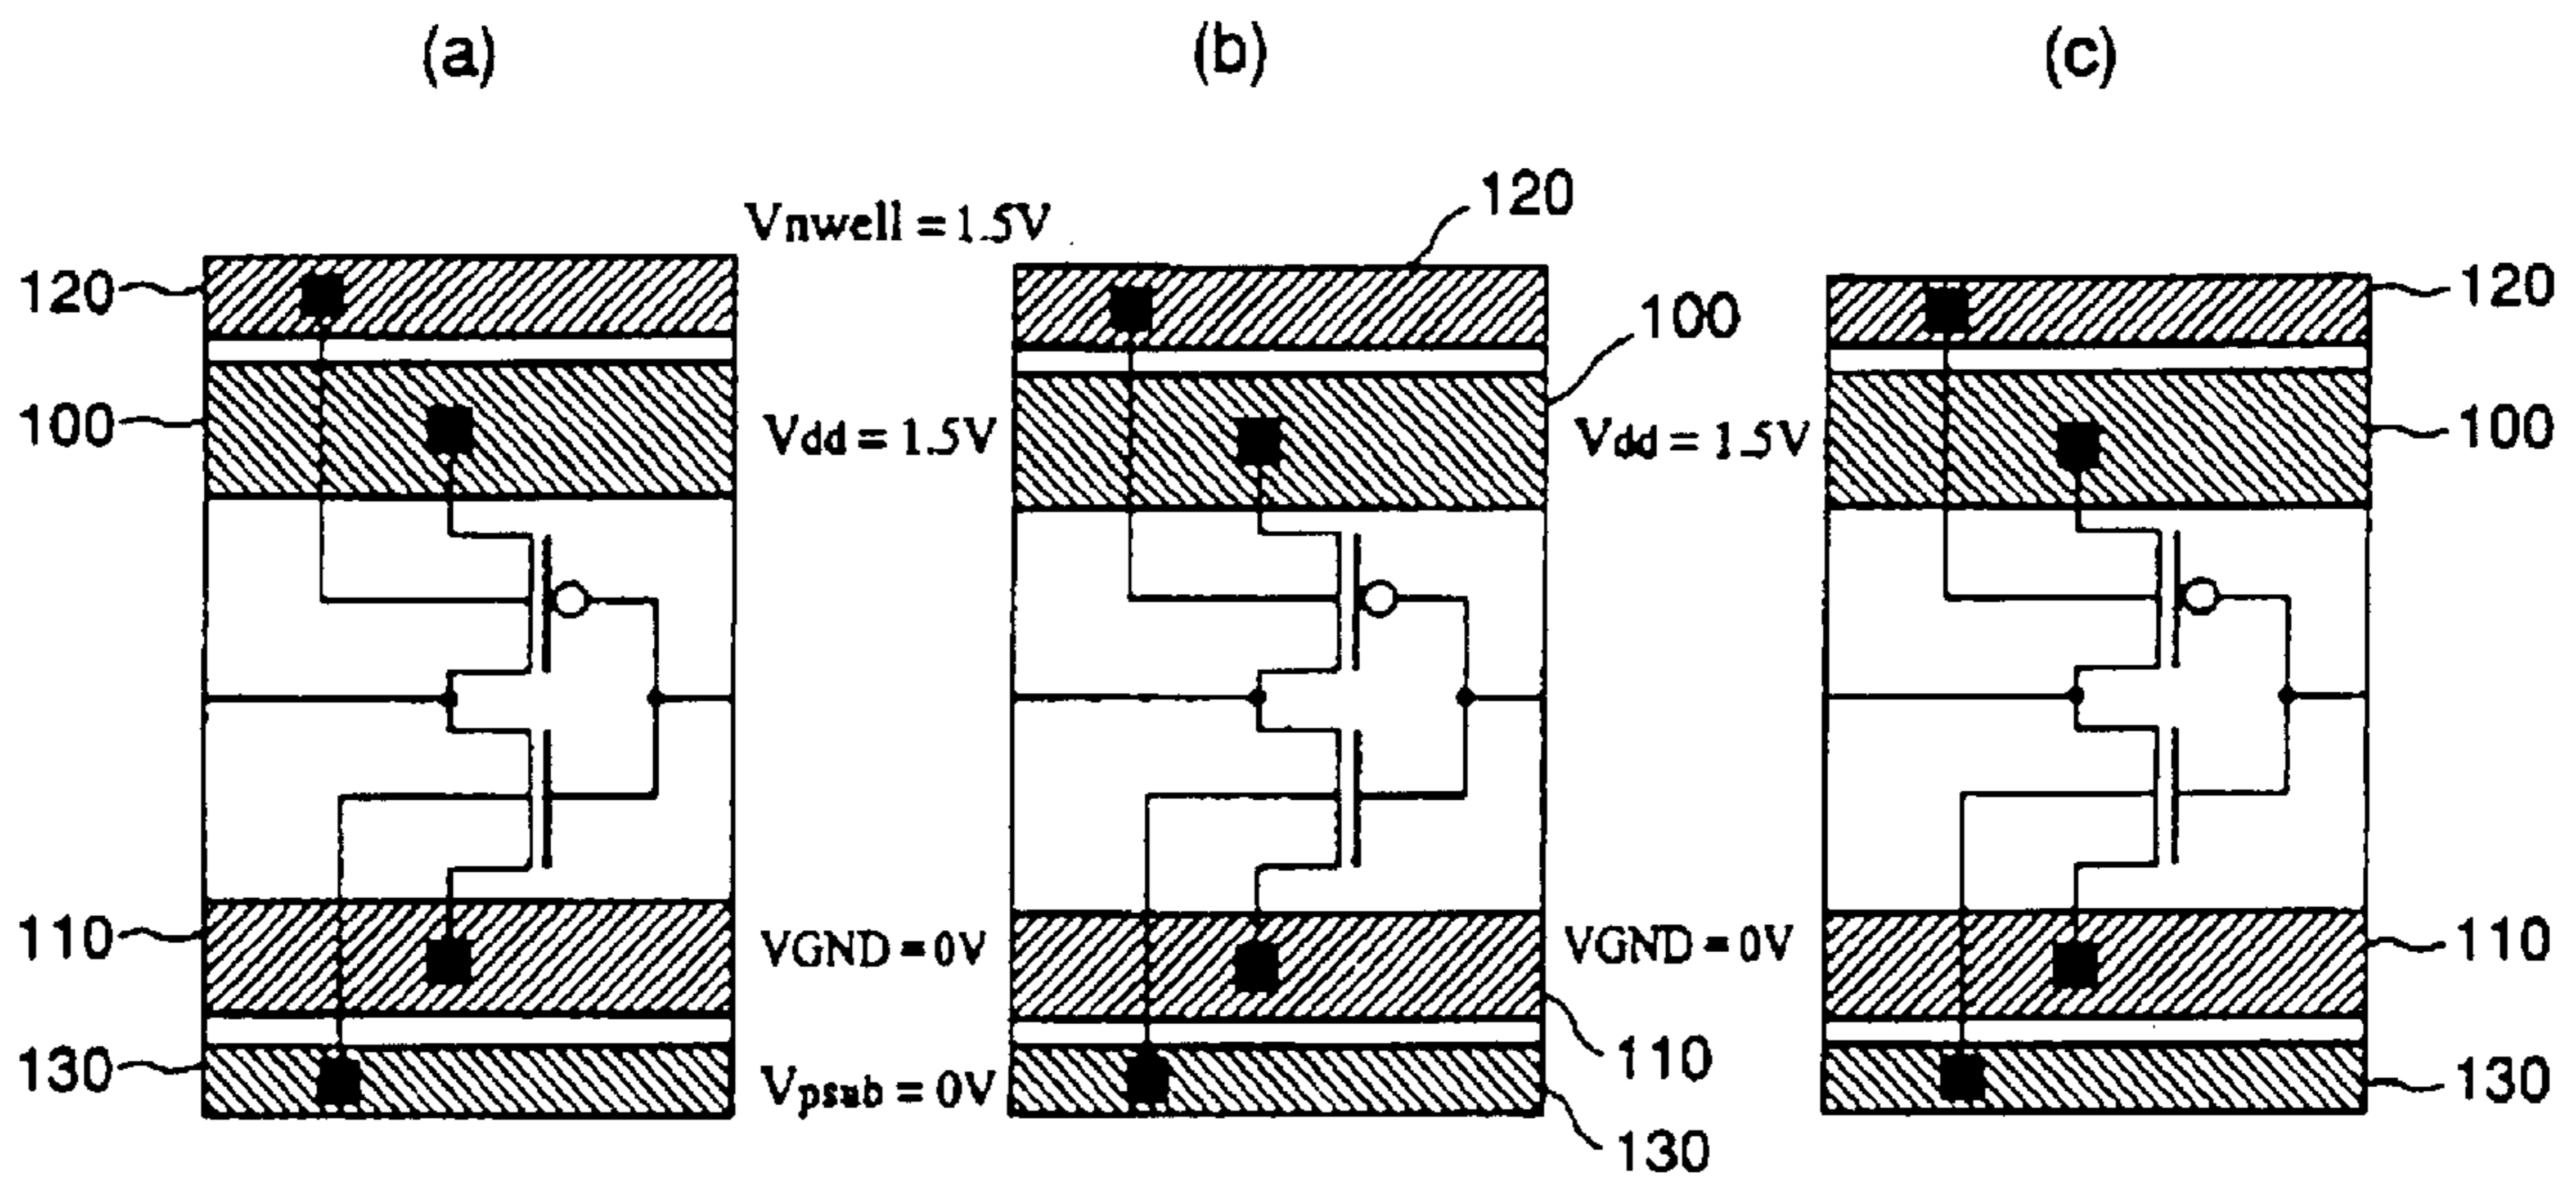 (a) (b) (c)
Vnwell = 1.5V 120
120 120
100
100 Vdd = 1.5V Vdd = 1.5V 100
110 VGND = 0V VGND = 0V 110
110
130 Vpsub = 0V 130
130